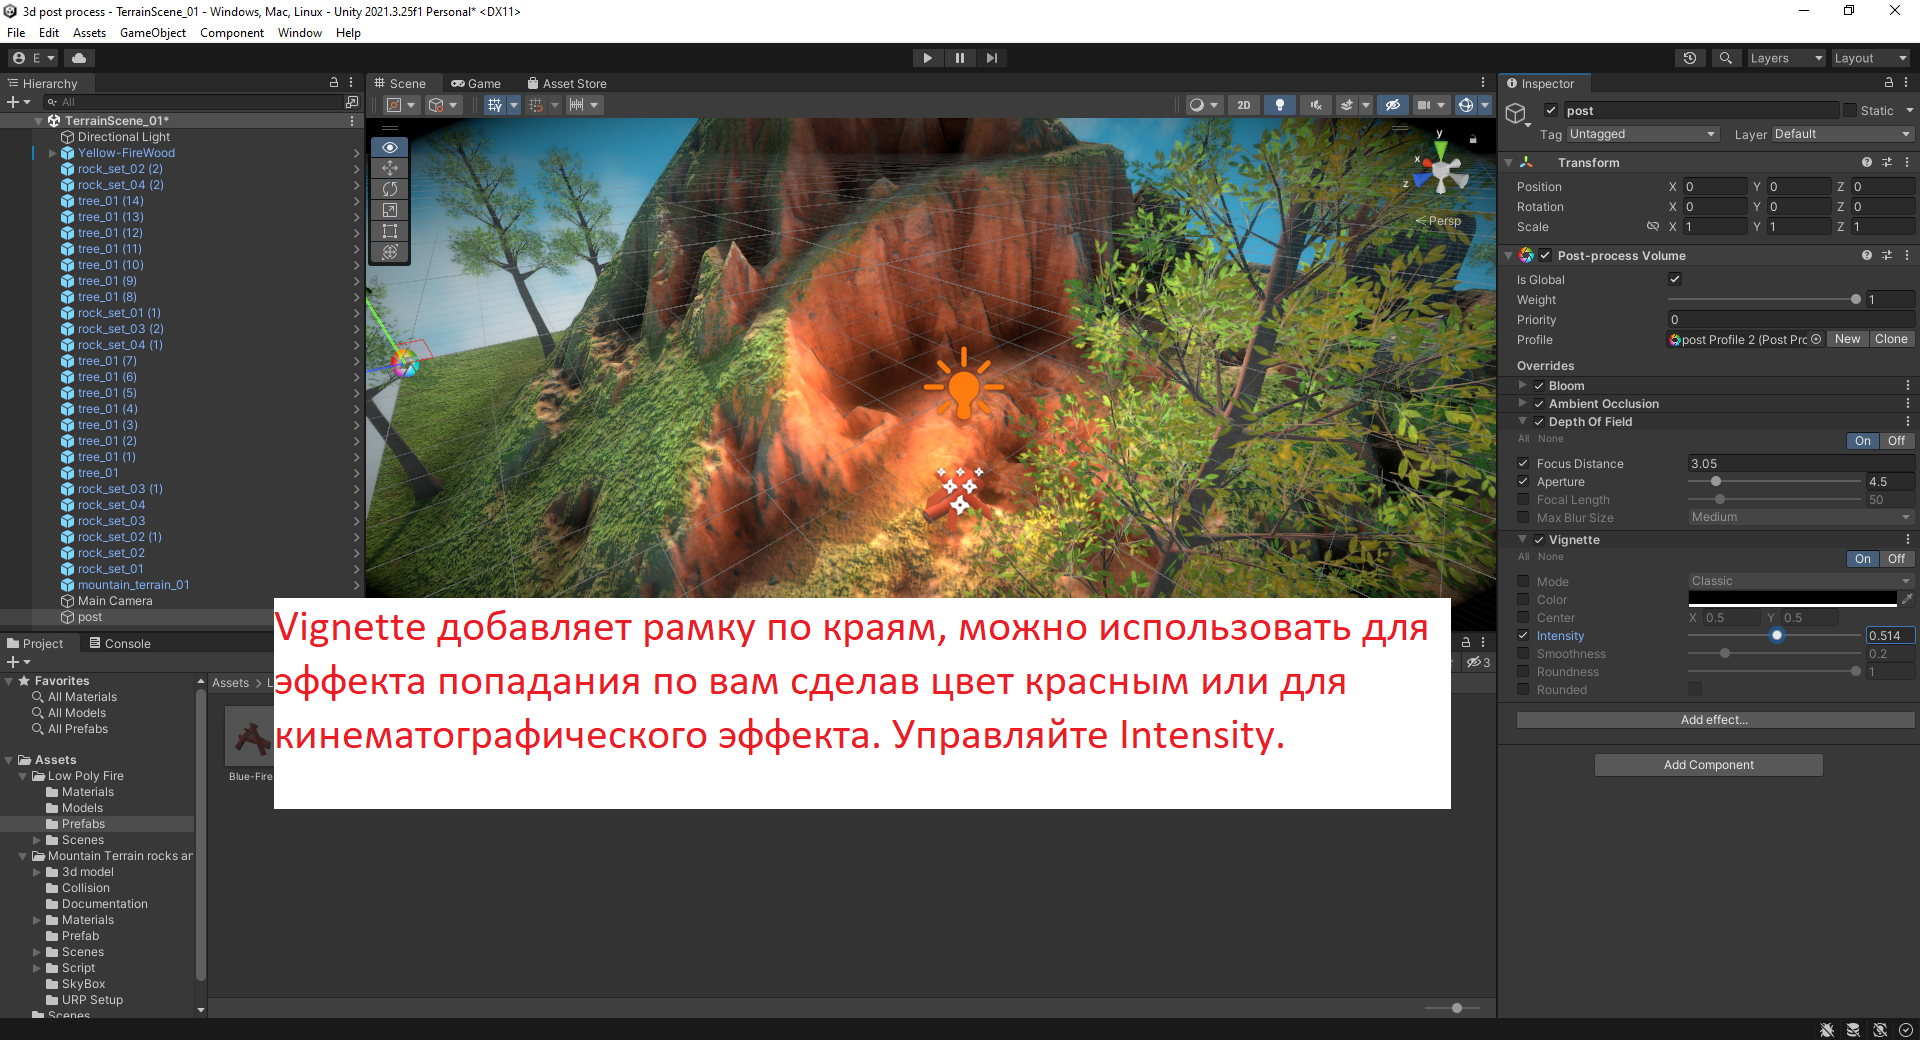 3d post process - TerrainScene_01 - Windows, Mac, Linux - Unity 2021.3.25f1 Personal* <DX11>
File Edit Assets GameObject Component Window Help
E
Layers Layout
Hierarchy
All
TerrainScene_01*
Directional Light
Yellow-FireWood
rock_set_02 (2)
rock_set_04 (2)
tree_01 (14)
tree_01 (13)
tree_01 (12)
tree_01 (11)
tree_01 (10)
tree_01 (9)
tree_01 (8)
rock_set_01 (1)
rock_set_03 (2)
rock_set_04 (1)
tree_01 (7)
tree_01 (6)
tree_01 (5)
tree_01 (4)
tree_01 (3)
tree_01 (2)
tree_01 (1)
tree_01
rock_set_03 (1)
rock_set_04
rock_set_03
rock_set_02 (1)
rock_set_02
rock_set_01
mountain_terrain_01
Main Camera
post
Scene Game Asset Store
2D
y
x
z
Persp
Vignette добавляет рамку по краям, можно использовать для
эффекта попадания по вам сделав цвет красным или для
кинематографического эффекта. Управляйте Intensity.
Project Console
3
Favorites
All Materials
All Models
All Prefabs
Assets
Low Poly Fire
Materials
Models
Prefabs
Scenes
Mountain Terrain rocks ar
3d model
Collision
Documentation
Materials
Prefab
Scenes
Script
SkyBox
URP Setup
Scenes
Assets > L
Blue-Fire
Inspector
post Static
Tag Untagged Layer Default
Transform
Position X 0 Y 0 Z 0
Rotation X 0 Y 0 Z 0
Scale X 1 Y 1 Z 1
Post-process Volume
Is Global
Weight 1
Priority 0
Profile post Profile 2 (Post Prc New Clone
Overrides
Bloom
Ambient Occlusion
Depth Of Field
All None On Off
Focus Distance 3.05
Aperture 4.5
Focal Length 50
Max Blur Size Medium
Vignette
All None On Off
Mode Classic
Color
Center X 0.5 Y 0.5
Intensity 0.514
Smoothness 0.2
Roundness 1
Rounded
Add effect...
Add Component